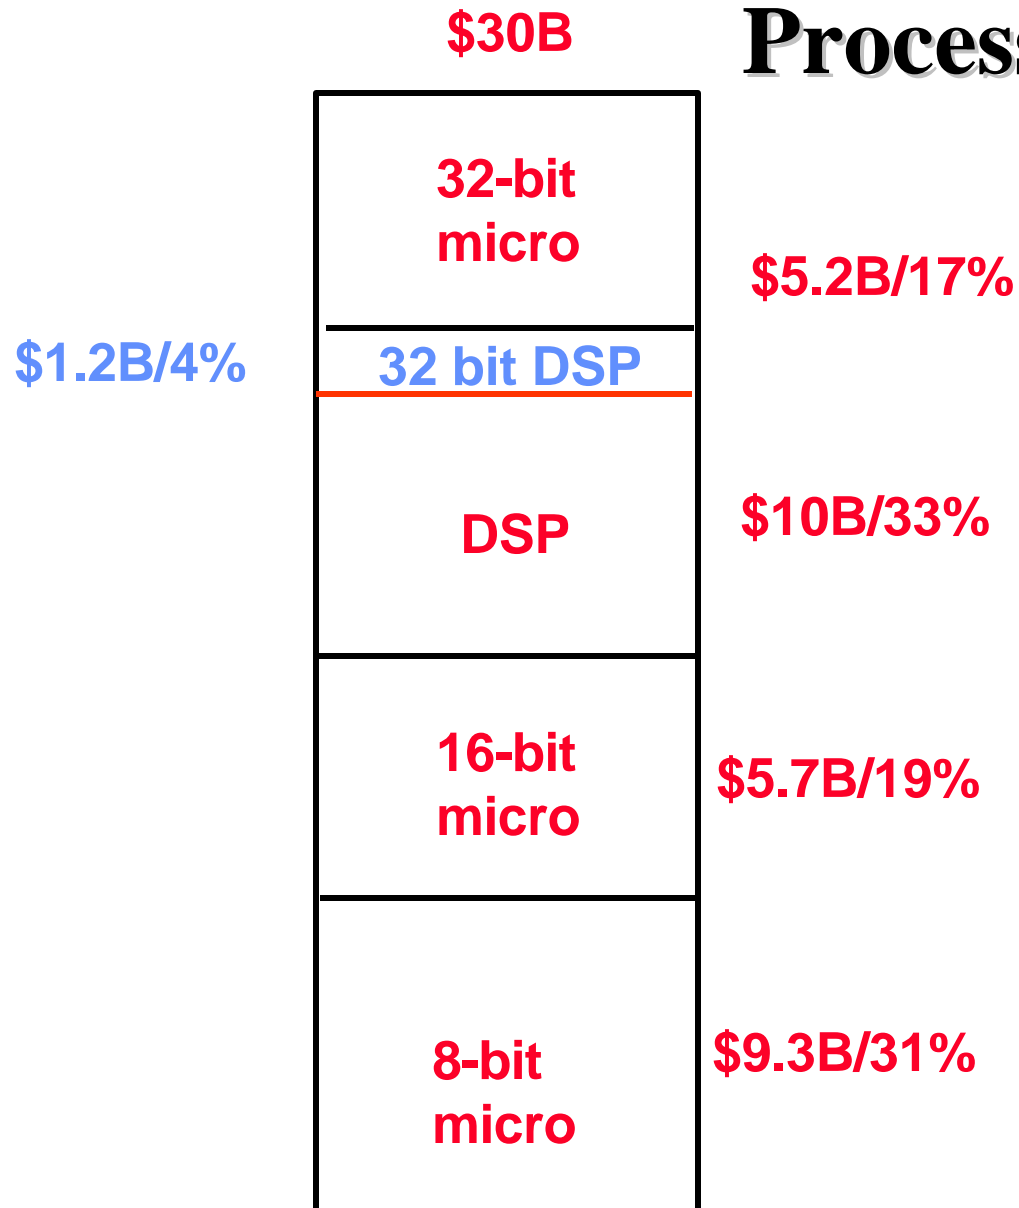 $30B
Process
32-bit
micro
$5.2B/17%
$1.2B/4%
32 bit DSP
DSP
$10B/33%
16-bit
micro
$5.7B/19%
8-bit
micro
$9.3B/31%